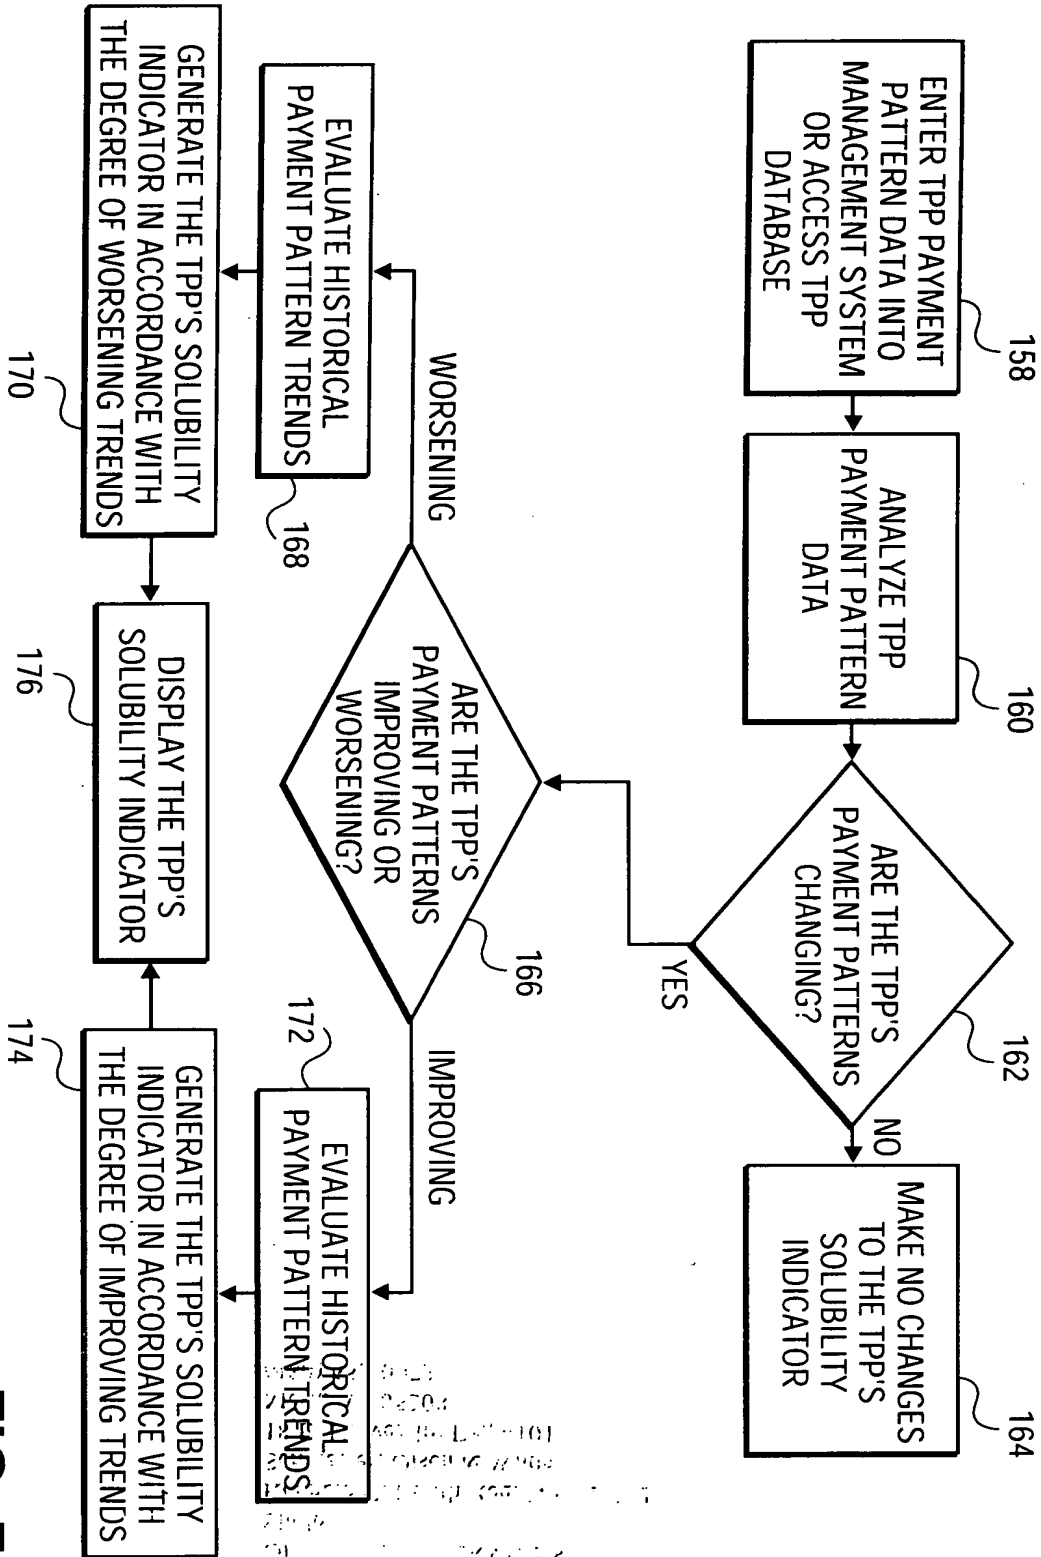 ENTER TPP PAYMENT
PATTERN DATA INTO
MANAGEMENT SYSTEM
OR ACCESS TPP
DATABASE
158
ANALYZE TPP
PAYMENT PATTERN
DATA
160
ARE THE TPP'S
PAYMENT PATTERNS
CHANGING?
162
NO
MAKE NO CHANGES
TO THE TPP'S
SOLUBILITY
INDICATOR
164
YES
ARE THE TPP'S
PAYMENT PATTERNS
IMPROVING OR
WORSENING?
166
WORSENING
EVALUATE HISTORICAL
PAYMENT PATTERN TRENDS
168
GENERATE THE TPP'S SOLUBILITY
INDICATOR IN ACCORDANCE WITH
THE DEGREE OF WORSENING TRENDS
170
IMPROVING
172
EVALUATE HISTORICAL
PAYMENT PATTERN TRENDS
GENERATE THE TPP'S SOLUBILITY
INDICATOR IN ACCORDANCE WITH
THE DEGREE OF IMPROVING TRENDS
174
DISPLAY THE TPP'S
SOLUBILITY INDICATOR
176